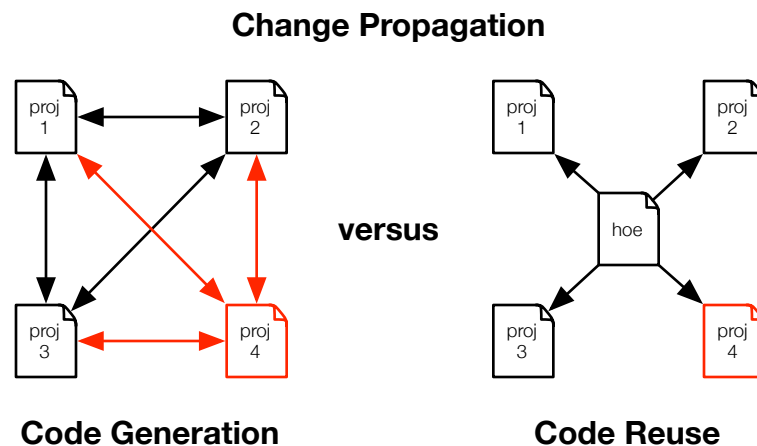 Change Propagation
proj
1
proj
2
proj
3
proj
4
Code Generation
versus
proj
1
proj
2
hoe
proj
3
proj
4
Code Reuse